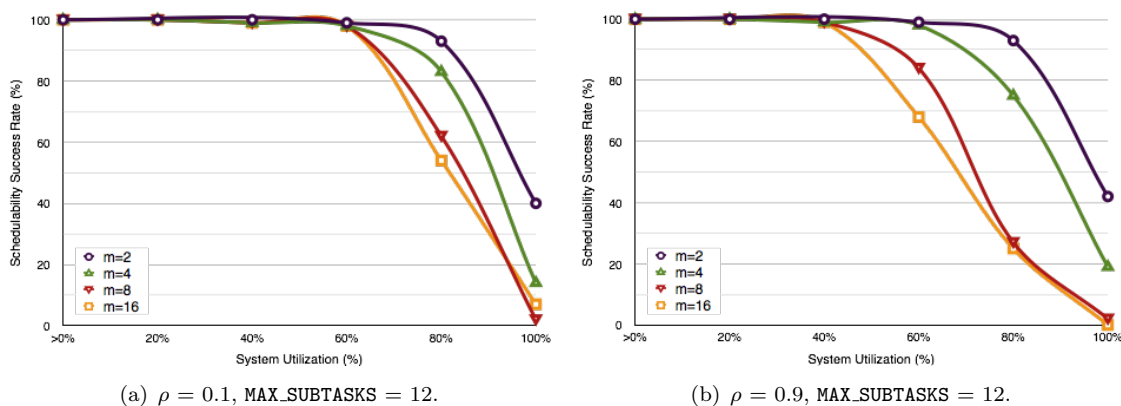 100
80
60
40
20
0
Schedulability Success Rate (%)
m=2
m=4
m=8
m=16
>0%
20%
40%
60%
80%
100%
System Utilization (%)
(a) ρ = 0.1, MAX_SUBTASKS = 12.
100
80
60
40
20
0
Schedulability Success Rate (%)
m=2
m=4
m=8
m=16
>0%
20%
40%
60%
80%
100%
System Utilization (%)
(b) ρ = 0.9, MAX_SUBTASKS = 12.